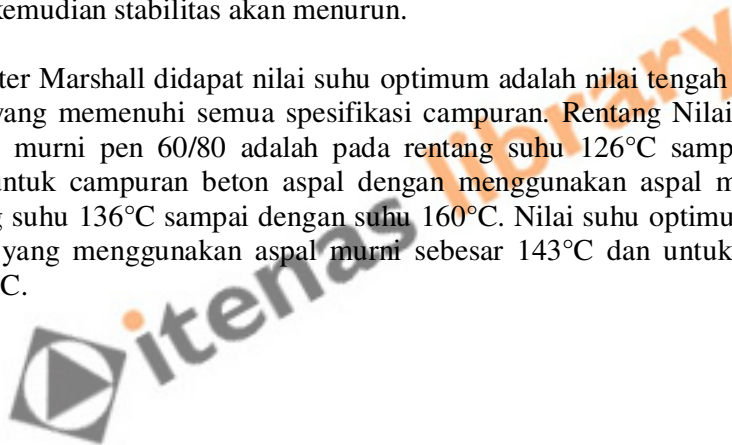 kemudian stabilitas akan menurun.
ter Marshall didapat nilai suhu optimum adalah nilai tengah
yang memenuhi semua spesifikasi campuran. Rentang Nilai
murni pen 60/80 adalah pada rentang suhu 126°C samp
untuk campuran beton aspal dengan menggunakan aspal m
g suhu 136°C sampai dengan suhu 160°C. Nilai suhu optimu
yang menggunakan aspal murni sebesar 143°C dan untuk
C.
itenas library